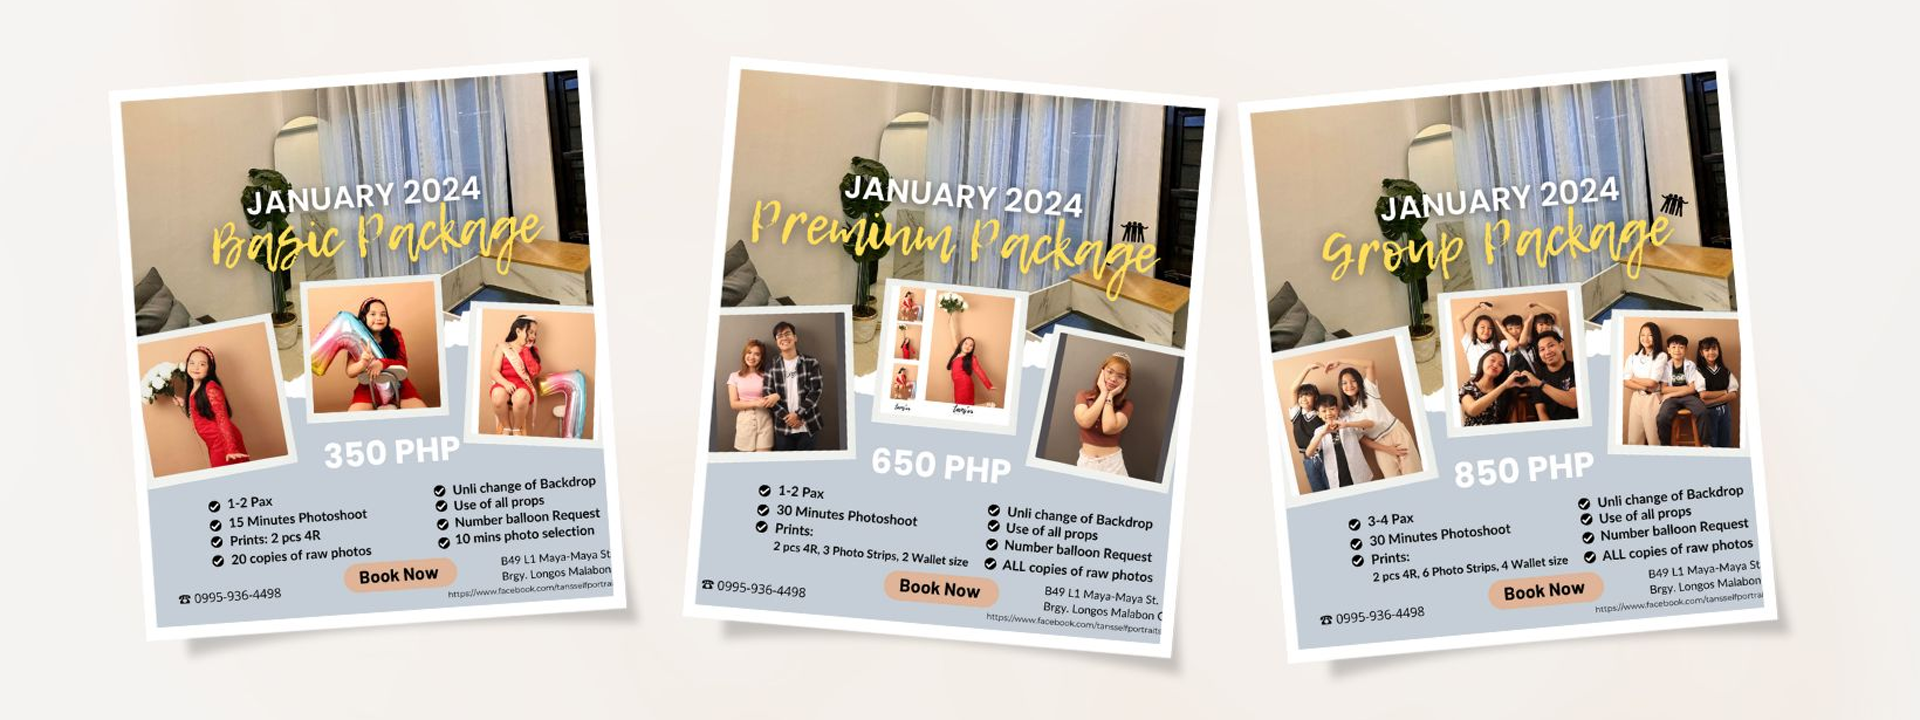 JANUARY 2024
Basic Package
350 PHP
1-2 Pax
15 Minutes Photoshoot
Prints: 2 pcs 4R
20 copies of raw photos
Unli change of Backdrop
Use of all props
Number balloon Request
10 mins photo selection
Book Now
B49 L1 Maya-Maya St
Brgy. Longos Malabon
https://www.facebook.com/tansselfportra
☎ 0995-936-4498
JANUARY 2024
Premium Package
650 PHP
1-2 Pax
30 Minutes Photoshoot
Prints:
2 pcs 4R, 3 Photo Strips, 2 Wallet size
Unli change of Backdrop
Use of all props
Number balloon Request
ALL copies of raw photos
Book Now
B49 L1 Maya-Maya St.
Brgy. Longos Malabon C
https://www.facebook.com/tansselfportraits
☎ 0995-936-4498
JANUARY 2024
Group Package
850 PHP
3-4 Pax
30 Minutes Photoshoot
Prints:
2 pcs 4R, 6 Photo Strips, 4 Wallet size
Unli change of Backdrop
Use of all props
Number balloon Request
ALL copies of raw photos
Book Now
B49 L1 Maya-Maya St
Brgy. Longos Malabon
https://www.facebook.com/tansselfportra
☎ 0995-936-4498